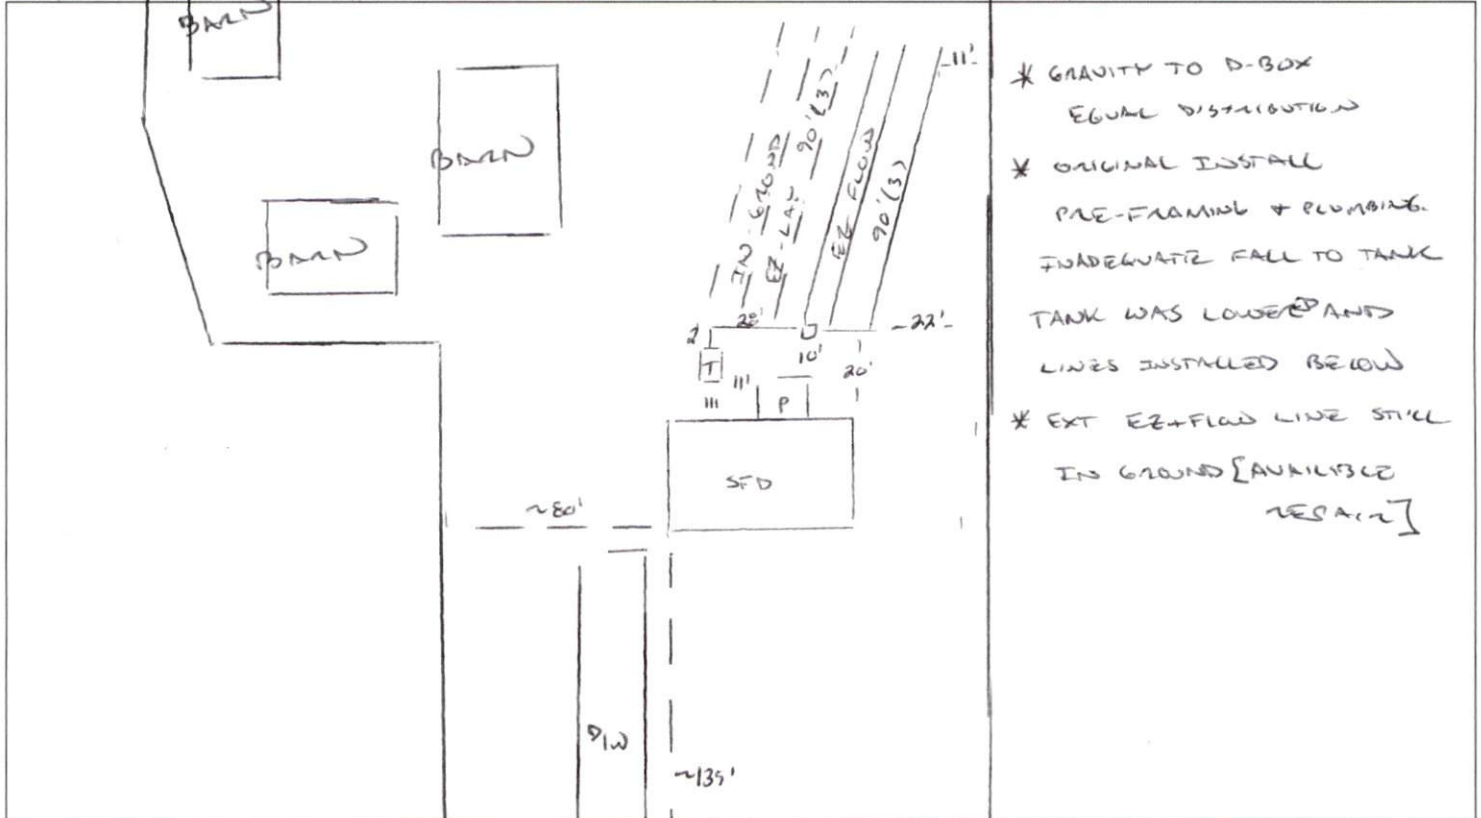 BARN
BARN
BARN
IN-GROUND
EZ-LAY 90'(3)
EZ FLOW
90'(3)
-11'-
2'
28'
-22'-
T
10'
20'
11'
P
SFD
~80'
D/W
~135'
* GRAVITY TO D-BOX
EQUAL DISTRIBUTION
* ORIGINAL INSTALL
PRE-FRAMING & PLUMBING.
INADEQUATE FALL TO TANK
TANK WAS LOWERED AND
LINES INSTALLED BELOW
* EXT EZ-FLOW LINE STILL
IN GROUND [AVAILIBLE
REPAIR]